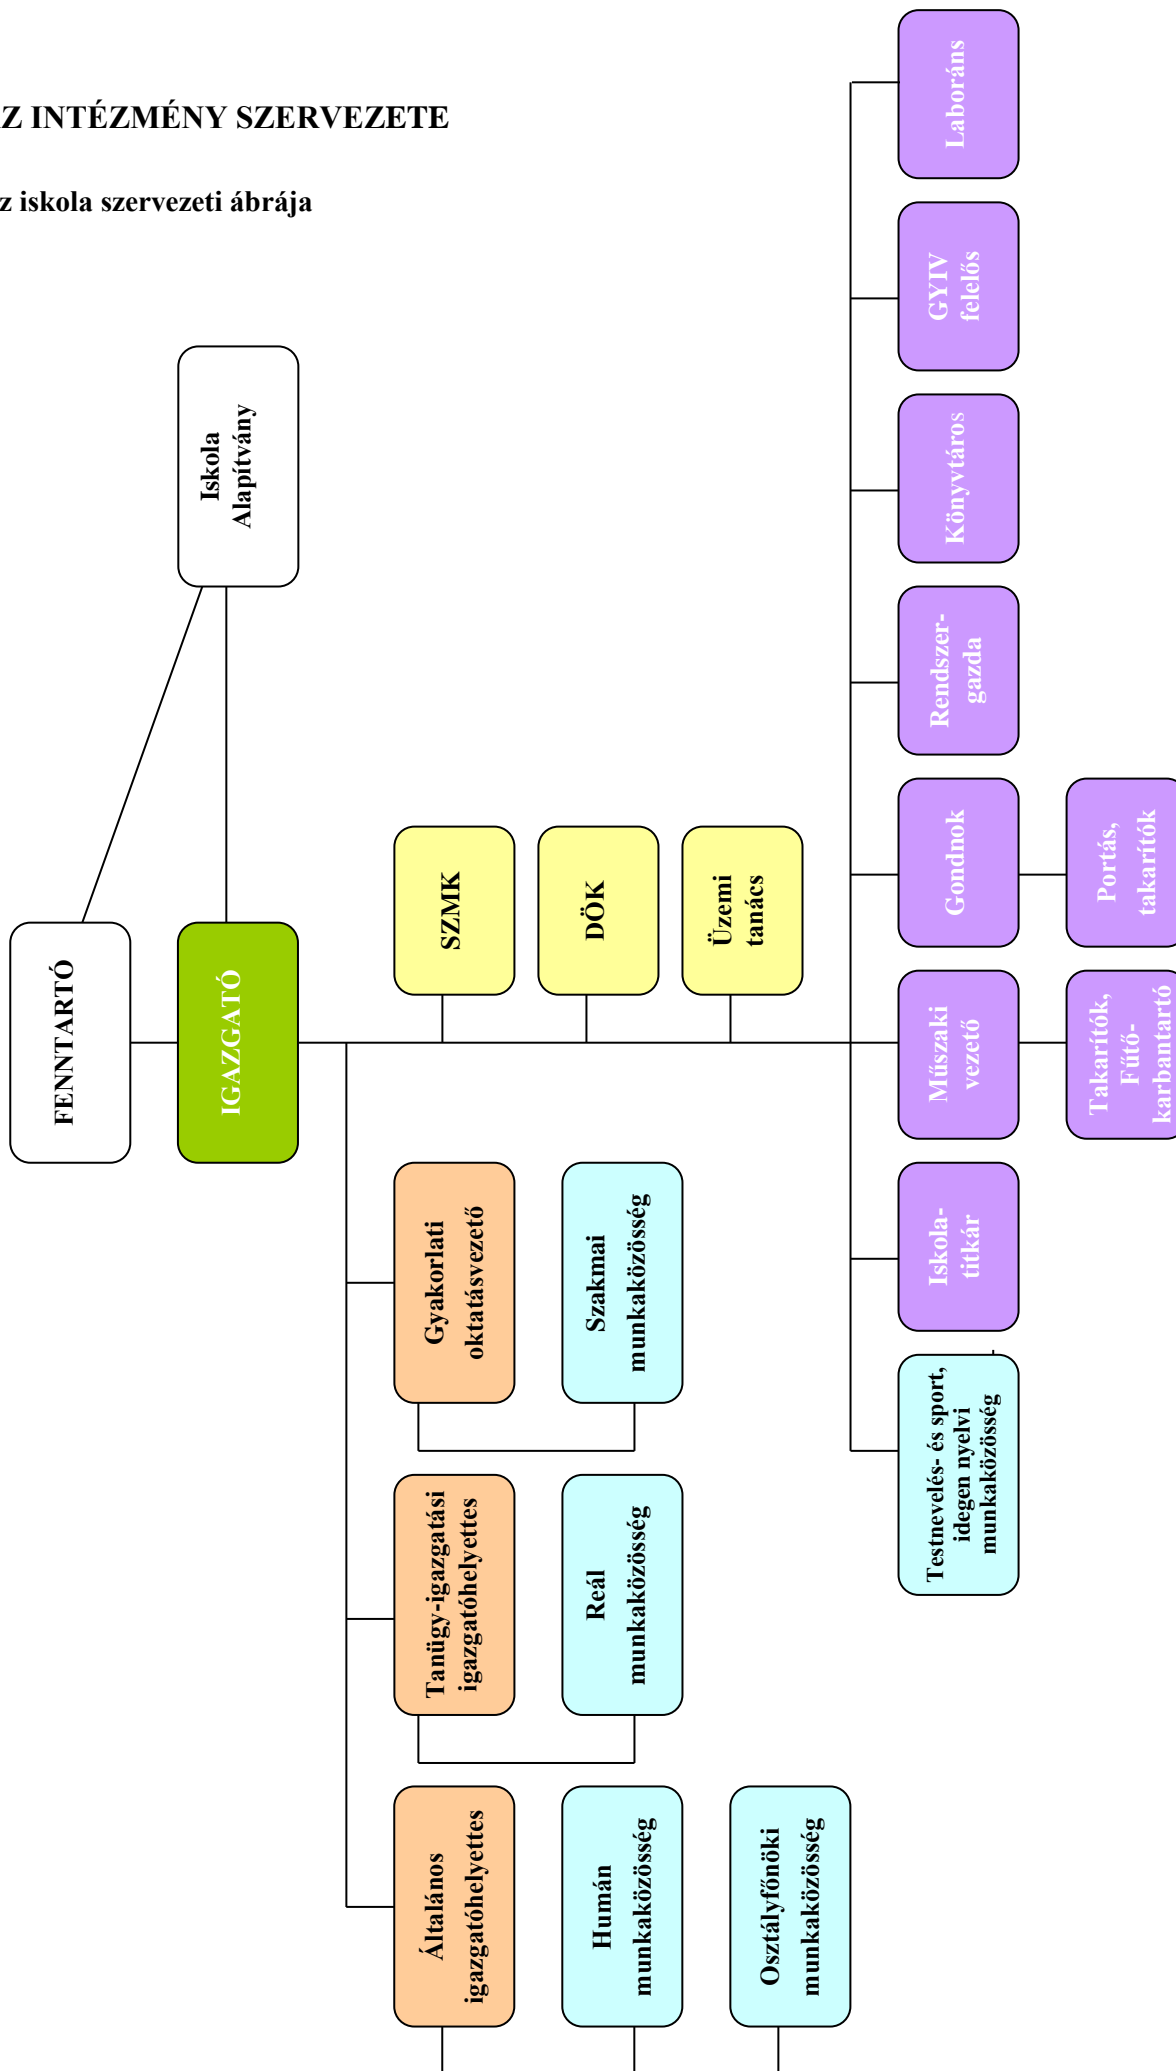 Z INTÉZMÉNY SZERVEZETE
z iskola szervezeti ábrája
FENNTARTÓ
IGAZGATÓ
Iskola
Alapítvány
SZMK
DÖK
Üzemi
tanács
Általános
igazgatóhelyettes
Tanügy-igazgatási
igazgatóhelyettes
Gyakorlati
oktatásvezető
Humán
munkaközösség
Reál
munkaközösség
Szakmai
munkaközösség
Osztályfőnöki
munkaközösség
Testnevelés- és sport,
idegen nyelvi
munkaközösség
Iskola-
titkár
Műszaki
vezető
Gondnok
Rendszer-
gazda
Könyvtáros
GYIV
felelős
Laboráns
Takarítók,
Fűtő-
karbantartó
Portás,
takarítók